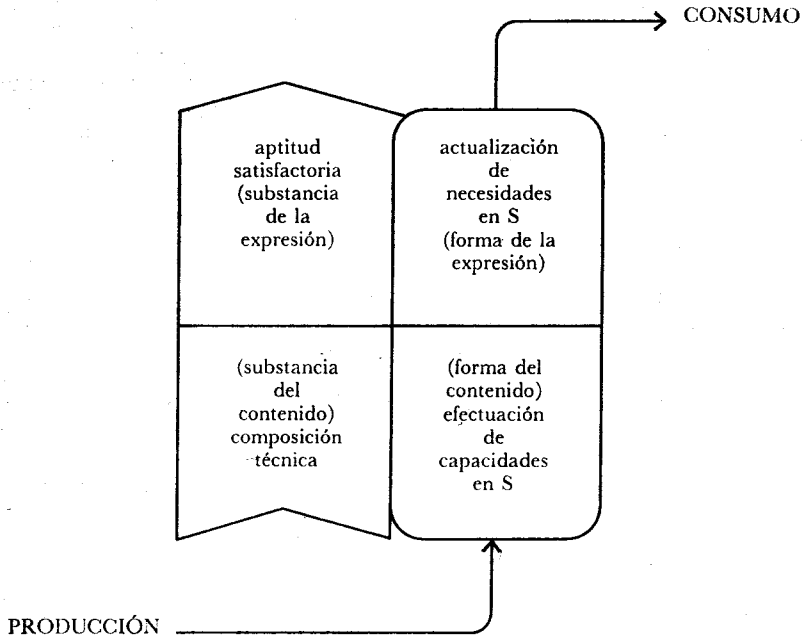 CONSUMO
aptitud
satisfactoria
(substancia
de la
expresión)
actualización
de
necesidades
en S
(forma de la
expresión)
(substancia
del
contenido)
composición
técnica
(forma del
contenido)
efectuación
de
capacidades
en S
PRODUCCIÓN